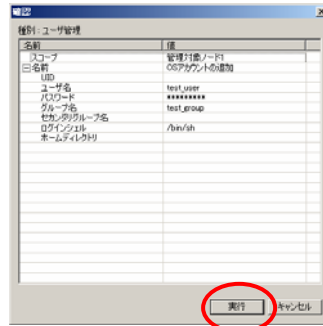 確認
種別：ユーザ管理
名前 値
スコープ 管理対象ノード1
名前 OSアカウントの追加
UID
ユーザ名 test_user
パスワード *********
グループ名 test_group
セカンダリグループ名
ログインシェル /bin/sh
ホームディレクトリ
実行 キャンセル